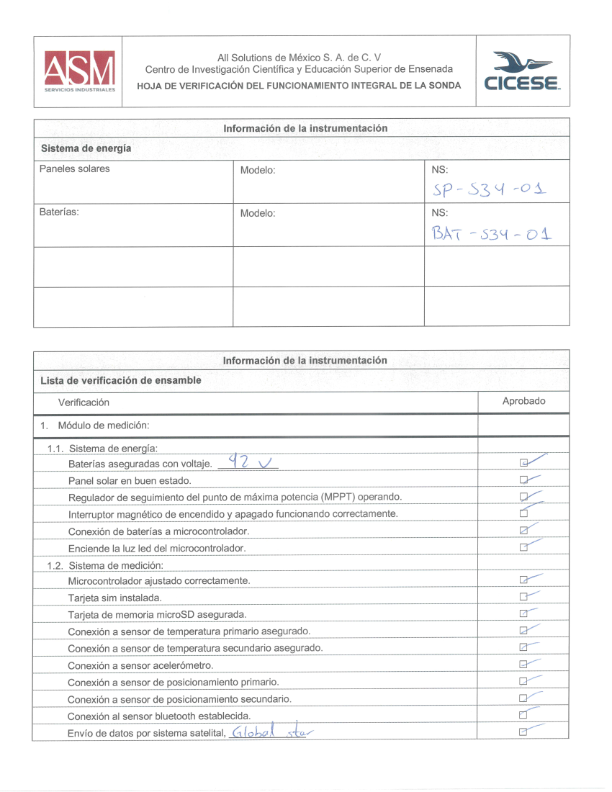 ASM
SERVICIOS INDUSTRIALES
All Solutions de México S. A. de C. V
Centro de Investigación Científica y Educación Superior de Ensenada
HOJA DE VERIFICACIÓN DEL FUNCIONAMIENTO INTEGRAL DE LA SONDA
CICESE
Información de la instrumentación
Sistema de energía
Paneles solares Modelo: NS: SP-S34-01
Baterías: Modelo: NS: BAT-S34-01
Información de la instrumentación
Lista de verificación de ensamble
Verificación Aprobado
1. Módulo de medición:
1.1. Sistema de energía:
Baterías aseguradas con voltaje. 42 V
Panel solar en buen estado.
Regulador de seguimiento del punto de máxima potencia (MPPT) operando.
Interruptor magnético de encendido y apagado funcionando correctamente.
Conexión de baterías a microcontrolador.
Enciende la luz led del microcontrolador.
1.2. Sistema de medición:
Microcontrolador ajustado correctamente.
Tarjeta sim instalada.
Tarjeta de memoria microSD asegurada.
Conexión a sensor de temperatura primario asegurado.
Conexión a sensor de temperatura secundario asegurado.
Conexión a sensor acelerómetro.
Conexión a sensor de posicionamiento primario.
Conexión a sensor de posicionamiento secundario.
Conexión al sensor bluetooth establecida.
Envío de datos por sistema satelital, Global star